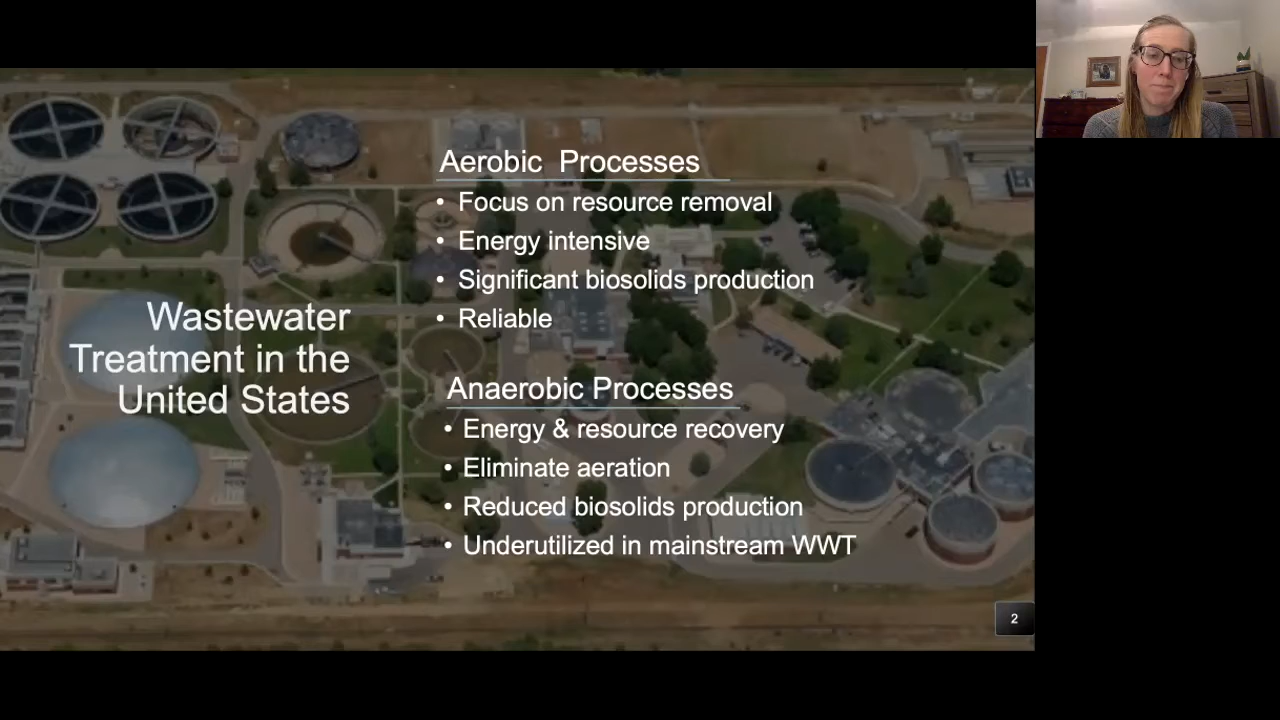 Wastewater
Treatment in the
United States
Aerobic Processes
• Focus on resource removal
• Energy intensive
• Significant biosolids production
• Reliable
Anaerobic Processes
• Energy & resource recovery
• Eliminate aeration
• Reduced biosolids production
• Underutilized in mainstream WWT
2